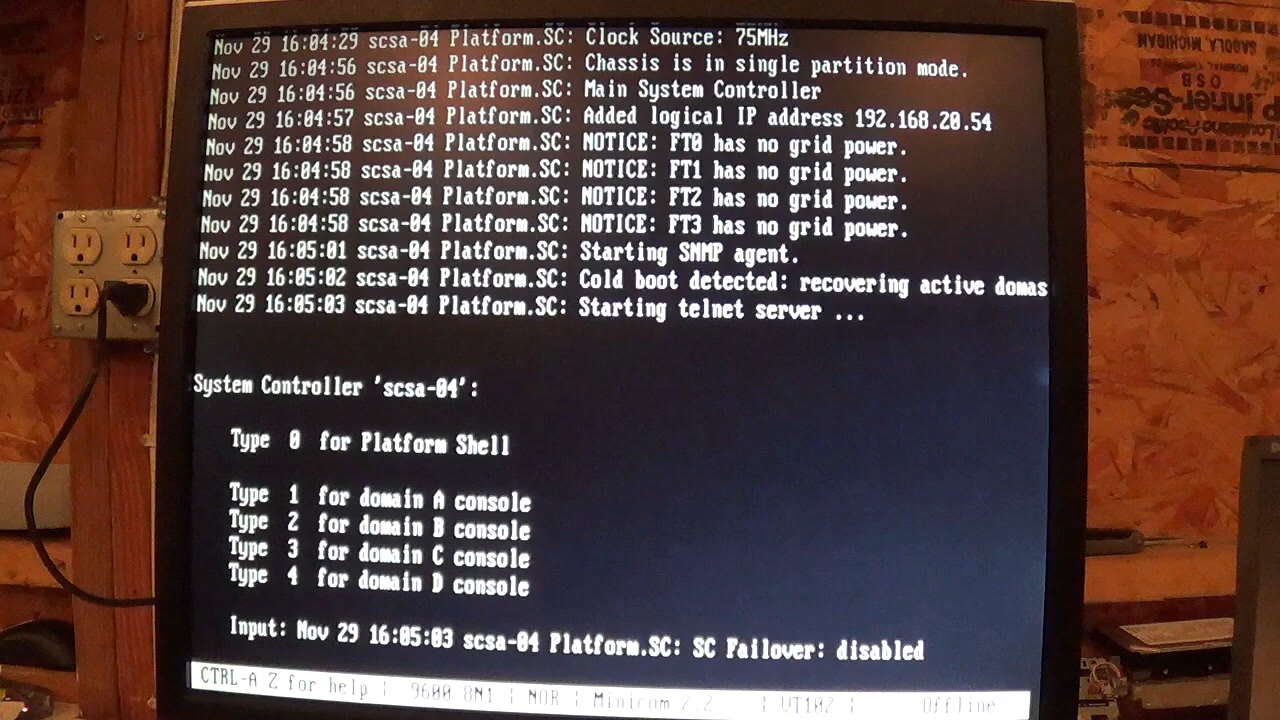 Nov 29 16:04:29 scsa-04 Platform.SC: Clock Source: 75MHz
Nov 29 16:04:56 scsa-04 Platform.SC: Chassis is in single partition mode.
Nov 29 16:04:56 scsa-04 Platform.SC: Main System Controller
Nov 29 16:04:57 scsa-04 Platform.SC: Added logical IP address 192.168.20.54
Nov 29 16:04:58 scsa-04 Platform.SC: NOTICE: FT0 has no grid power.
Nov 29 16:04:58 scsa-04 Platform.SC: NOTICE: FT1 has no grid power.
Nov 29 16:04:58 scsa-04 Platform.SC: NOTICE: FT2 has no grid power.
Nov 29 16:04:58 scsa-04 Platform.SC: NOTICE: FT3 has no grid power.
Nov 29 16:05:01 scsa-04 Platform.SC: Starting SNMP agent.
Nov 29 16:05:02 scsa-04 Platform.SC: Cold boot detected: recovering active domas
Nov 29 16:05:03 scsa-04 Platform.SC: Starting telnet server ...
System Controller 'scsa-04':
Type 0 for Platform Shell
Type 1 for domain A console
Type 2 for domain B console
Type 3 for domain C console
Type 4 for domain D console
Input: Nov 29 16:05:03 scsa-04 Platform.SC: SC Failover: disabled
CTRL-A Z for help | 9600 8N1 | NOR | Minicom 2.2 | VT102 | Offline
SAGOLA, MICHIGAN
OSB